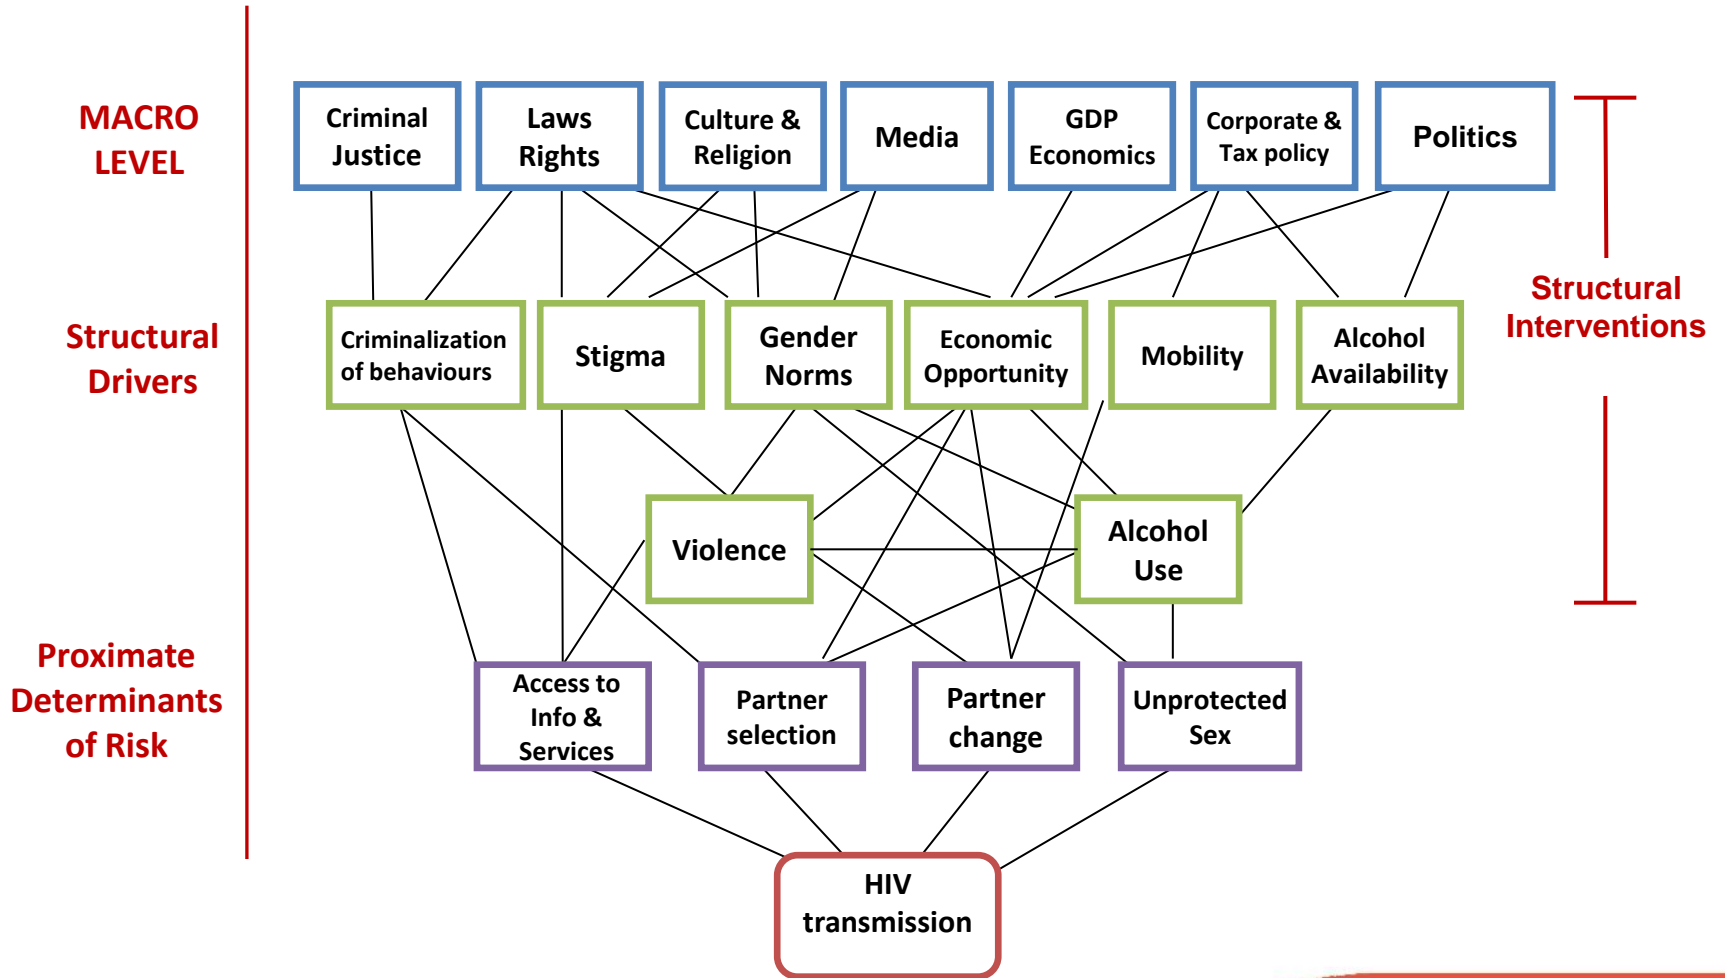 MACRO
LEVEL
Criminal
Justice
Laws
Rights
Culture &
Religion
Media
GDP
Economics
Corporate &
Tax policy
Politics
Structural
Interventions
Structural
Drivers
Criminalization
of behaviours
Stigma
Gender
Norms
Economic
Opportunity
Mobility
Alcohol
Availability
Violence
Alcohol
Use
Proximate
Determinants
of Risk
Access to
Info &
Services
Partner
selection
Partner
change
Unprotected
Sex
HIV
transmission